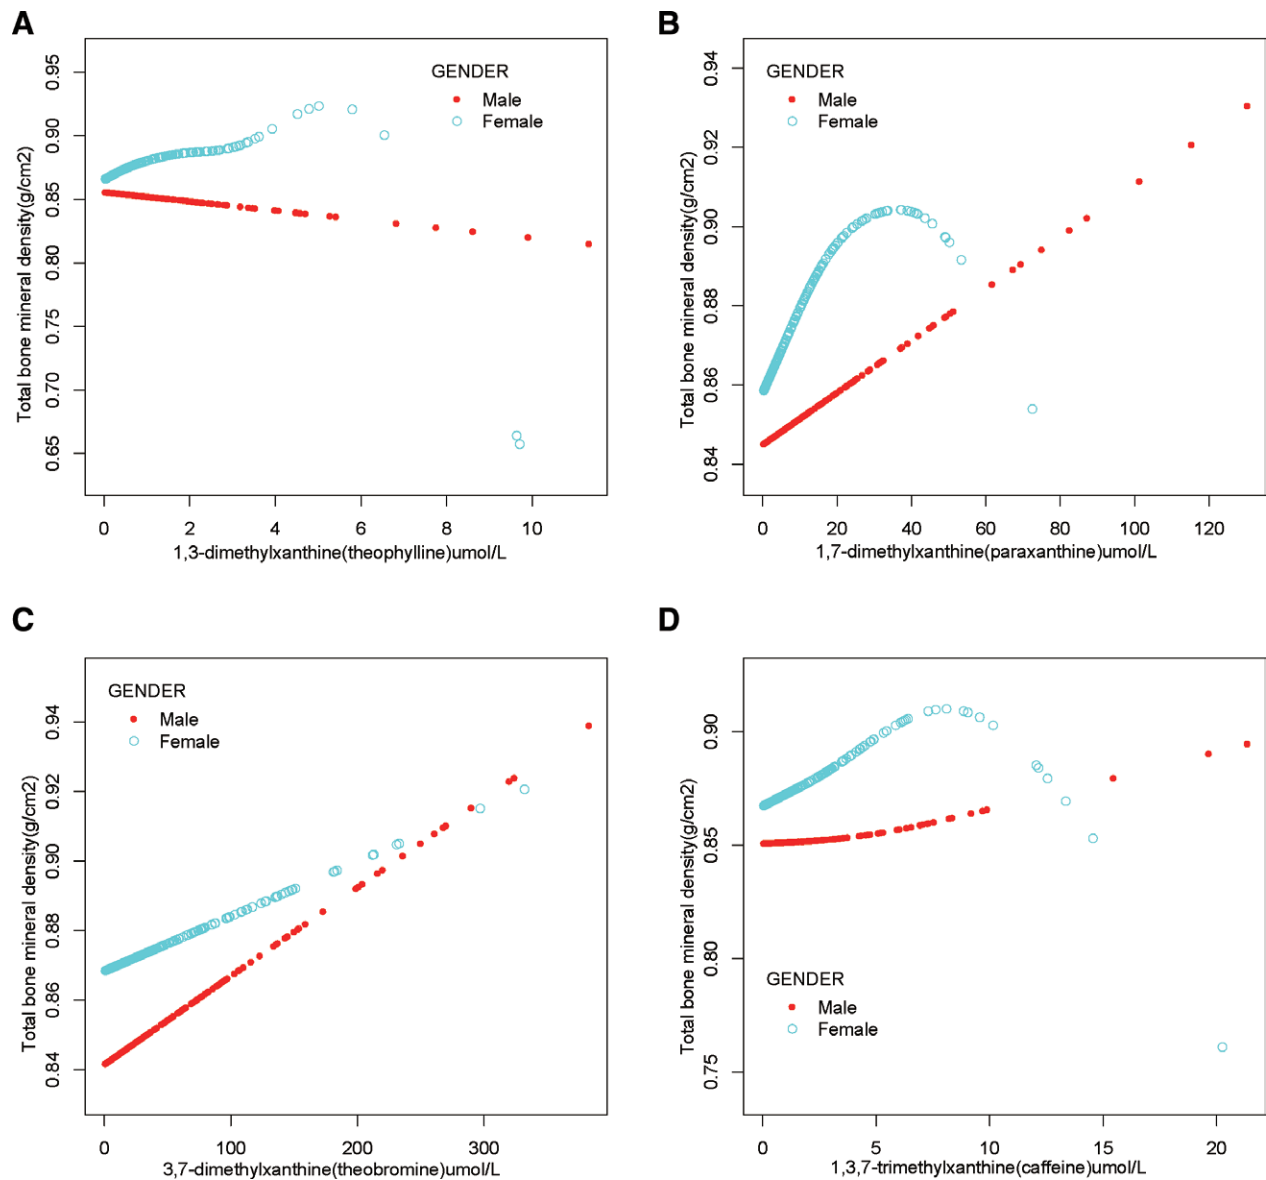 A
GENDER
Male
Female
Total bone mineral density(g/cm2)
0.95
0.90
0.85
0.80
0.75
0.70
0.65
0 2 4 6 8 10
1,3-dimethylxanthine(theophylline)umol/L
B
GENDER
Male
Female
Total bone mineral density(g/cm2)
0.94
0.92
0.90
0.88
0.86
0.84
0 20 40 60 80 100 120
1,7-dimethylxanthine(paraxanthine)umol/L
C
GENDER
Male
Female
Total bone mineral density(g/cm2)
0.94
0.92
0.90
0.88
0.86
0.84
0 100 200 300
3,7-dimethylxanthine(theobromine)umol/L
D
GENDER
Male
Female
Total bone mineral density(g/cm2)
0.90
0.85
0.80
0.75
0 5 10 15 20
1,3,7-trimethylxanthine(caffeine)umol/L